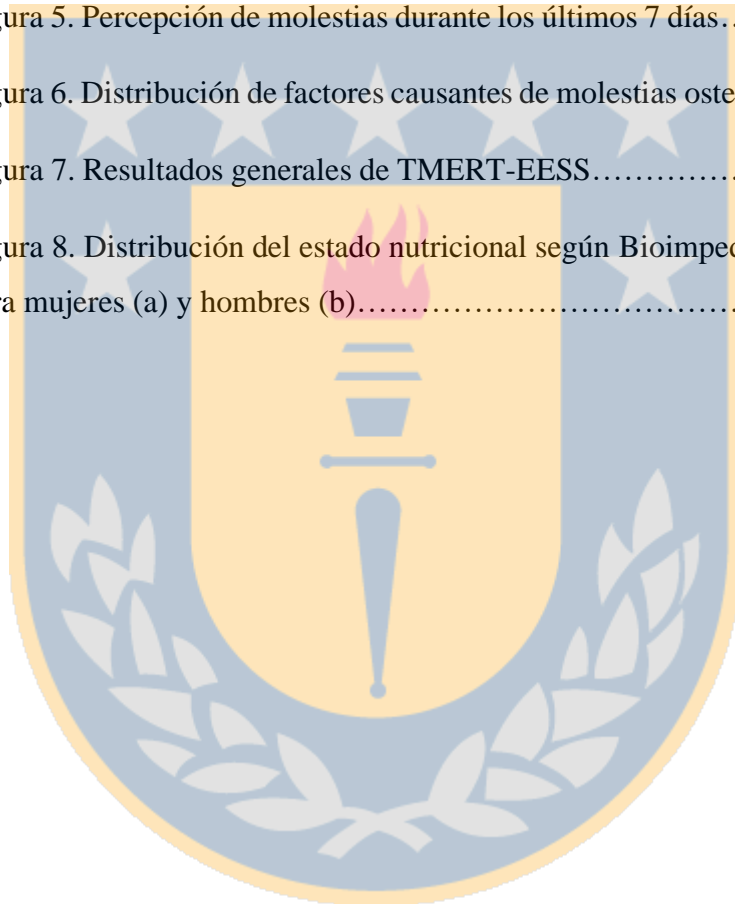 gura 5. Percepción de molestias durante los últimos 7 días…
gura 6. Distribución de factores causantes de molestias oste
gura 7. Resultados generales de TMERT-EESS……………
gura 8. Distribución del estado nutricional según Bioimpe
ra mujeres (a) y hombres (b)…………………………………